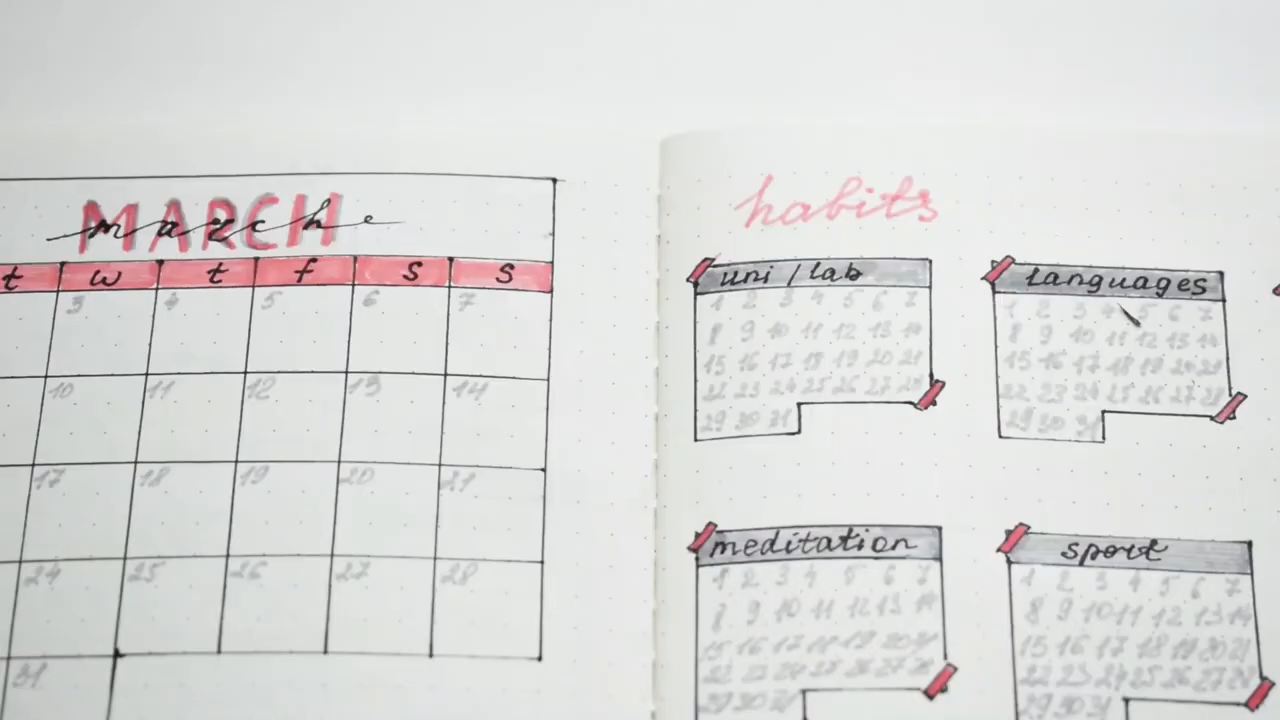 MARCH
marche
t w t f s s
3 4 5 6 7
10 11 12 13 14
17 18 19 20 21
24 25 26 27 28
31
habits
uni / lab
1 2 3 4 5 6 7
8 9 10 11 12 13 14
15 16 17 18 19 20 21
22 23 24 25 26 27 28
29 30 31
languages
1 2 3 4 5 6 7
8 9 10 11 12 13 14
15 16 17 18 19 20 21
22 23 24 25 26 27 28
29 30 31
meditation
1 2 3 4 5 6 7
8 9 10 11 12 13 14
15 16 17 18 19 20 21
22 23 24 25 26 27 28
29 30 31
sport
1 2 3 4 5 6 7
8 9 10 11 12 13 14
15 16 17 18 19 20 21
22 23 24 25 26 27 28
29 30 31